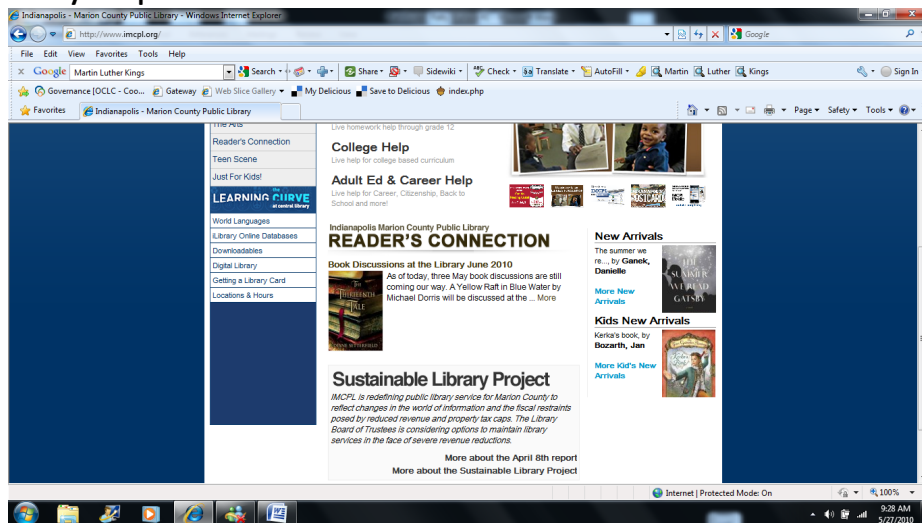 Indianapolis - Marion County Public Library - Windows Internet Explorer
http://www.imcpl.org/
Google
File Edit View Favorites Tools Help
x Google Martin Luther Kings Search Share Sidewiki Check Translate AutoFill Martin Luther Kings Sign In
Governance [OCLC - Coo... Gateway Web Slice Gallery My Delicious Save to Delicious index.php
Favorites Indianapolis - Marion County Public Library Page Safety Tools
The Arts
Reader's Connection
Teen Scene
Just For Kids!
the
LEARNING CURVE
at central library
World Languages
iLibrary Online Databases
Downloadables
Digital Library
Getting a Library Card
Locations & Hours
Live homework help through grade 12
College Help
Live help for college based curriculum
Adult Ed & Career Help
Live help for Career, Citizenship, Back to
School and more!
Indianapolis Marion County Public Library
READER'S CONNECTION
Book Discussions at the Library June 2010
THE
THIRTEENTH
TALE
As of today, three May book discussions are still
coming our way. A Yellow Raft in Blue Water by
Michael Dorris will be discussed at the ... More
Sustainable Library Project
IMCPL is redefining public library service for Marion County to
reflect changes in the world of information and the fiscal restraints
posed by reduced revenue and property tax caps. The Library
Board of Trustees is considering options to maintain library
services in the face of severe revenue reductions.
More about the April 8th report
More about the Sustainable Library Project
New Arrivals
The summer we
re..., by Ganek,
Danielle
More New
Arrivals
THE
SUMMER
WE READ
GATSBY
Kids New Arrivals
Kerka's book, by
Bozarth, Jan
More Kid's New
Arrivals
Internet | Protected Mode: On 100%
9:28 AM
5/27/2010